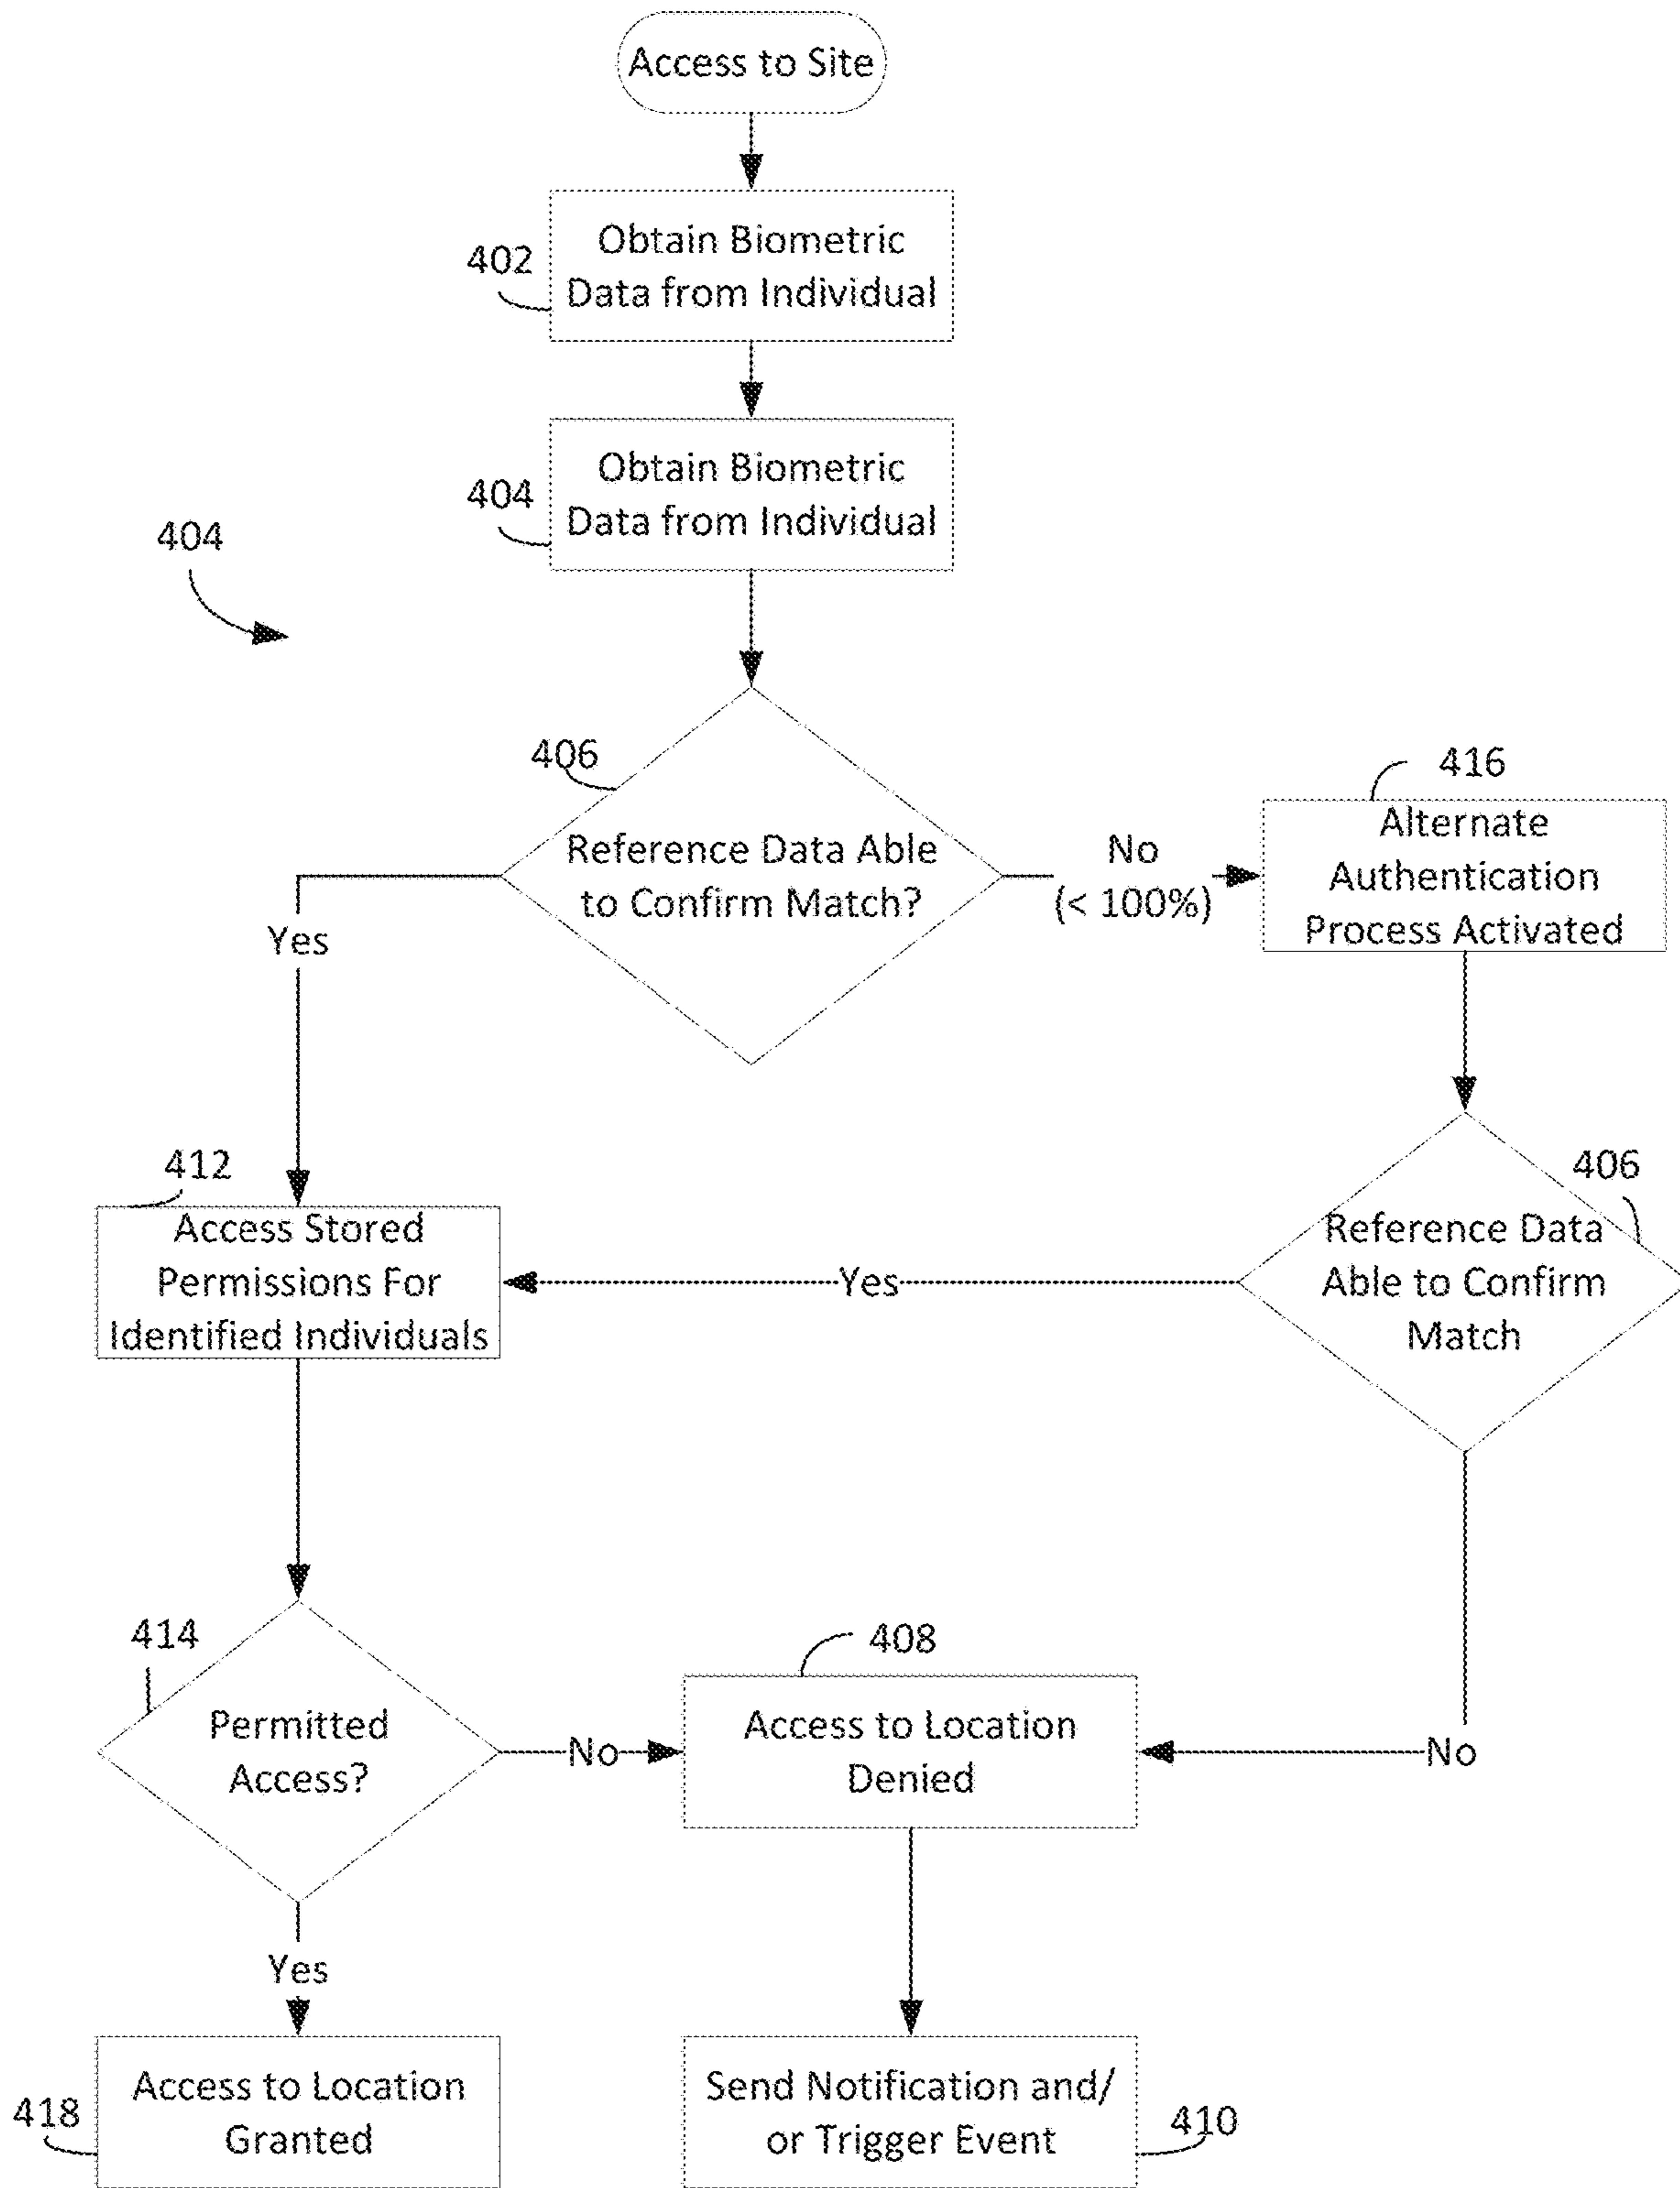 Access to Site
402
Obtain Biometric
Data from Individual
404
Obtain Biometric
Data from Individual
404
406
Reference Data Able
to Confirm Match?
No
(< 100%)
416
Alternate
Authentication
Process Activated
Yes
412
Access Stored
Permissions For
Identified Individuals
Yes
406
Reference Data
Able to Confirm
Match
414
Permitted
Access?
No
408
Access to Location
Denied
No
Yes
418
Access to Location
Granted
Send Notification and/
or Trigger Event
410